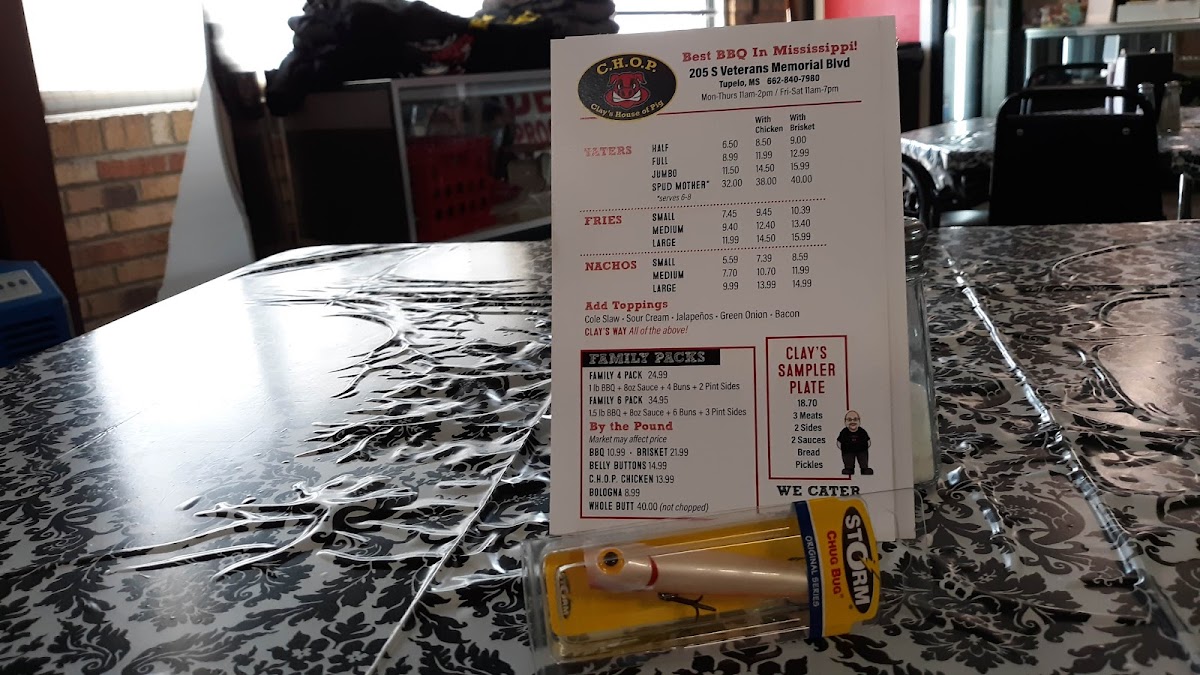 C.H.O.P.
Clay's House of Pig
Best BBQ In Mississippi!
205 S Veterans Memorial Blvd
Tupelo, MS 662-840-7980
Mon-Thurs 11am-2pm / Fri-Sat 11am-7pm
With Chicken With Brisket
TATERS HALF 6.50 8.50 9.00
FULL 8.99 11.99 12.99
JUMBO 11.50 14.50 15.99
SPUD MOTHER* 32.00 38.00 40.00
*serves 6-8
FRIES SMALL 7.45 9.45 10.39
MEDIUM 9.40 12.40 13.40
LARGE 11.99 14.50 15.99
NACHOS SMALL 5.59 7.39 8.59
MEDIUM 7.70 10.70 11.99
LARGE 9.99 13.99 14.99
Add Toppings
Cole Slaw • Sour Cream • Jalapeños • Green Onion • Bacon
CLAY'S WAY All of the above!
FAMILY PACKS
FAMILY 4 PACK 24.99
1 lb BBQ + 8oz Sauce + 4 Buns + 2 Pint Sides
FAMILY 6 PACK 34.95
1.5 lb BBQ + 8oz Sauce + 6 Buns + 3 Pint Sides
By the Pound
Market may affect price
BBQ 10.99 • BRISKET 21.99
BELLY BUTTONS 14.99
C.H.O.P. CHICKEN 13.99
BOLOGNA 8.99
WHOLE BUTT 40.00 (not chopped)
CLAY'S
SAMPLER
PLATE
18.70
3 Meats
2 Sides
2 Sauces
Bread
Pickles
WE CATER
STORM
CHUG BUG®
ORIGINAL SERIES